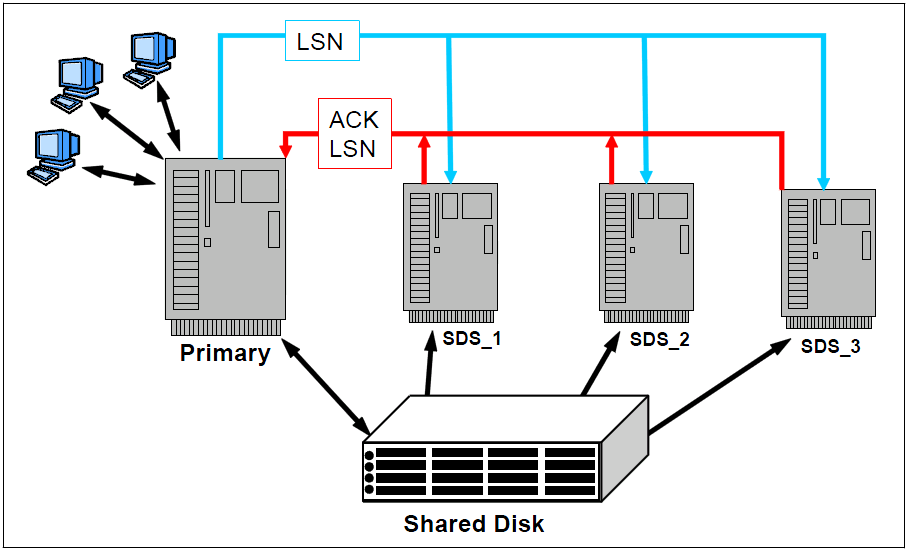 LSN
ACK
LSN
Primary
SDS_1
SDS_2
SDS_3
Shared Disk